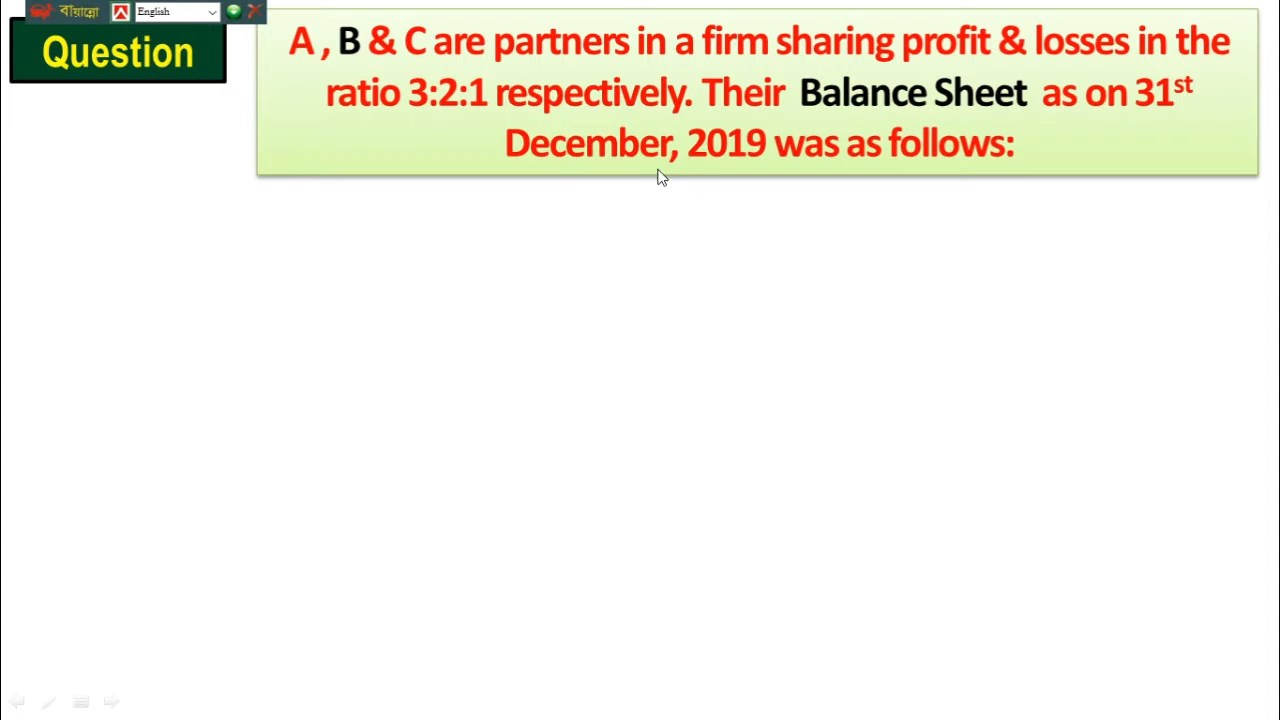 বায়ান্নো
English
Question
A , B & C are partners in a firm sharing profit & losses in the
ratio 3:2:1 respectively. Their Balance Sheet as on 31st
December, 2019 was as follows: